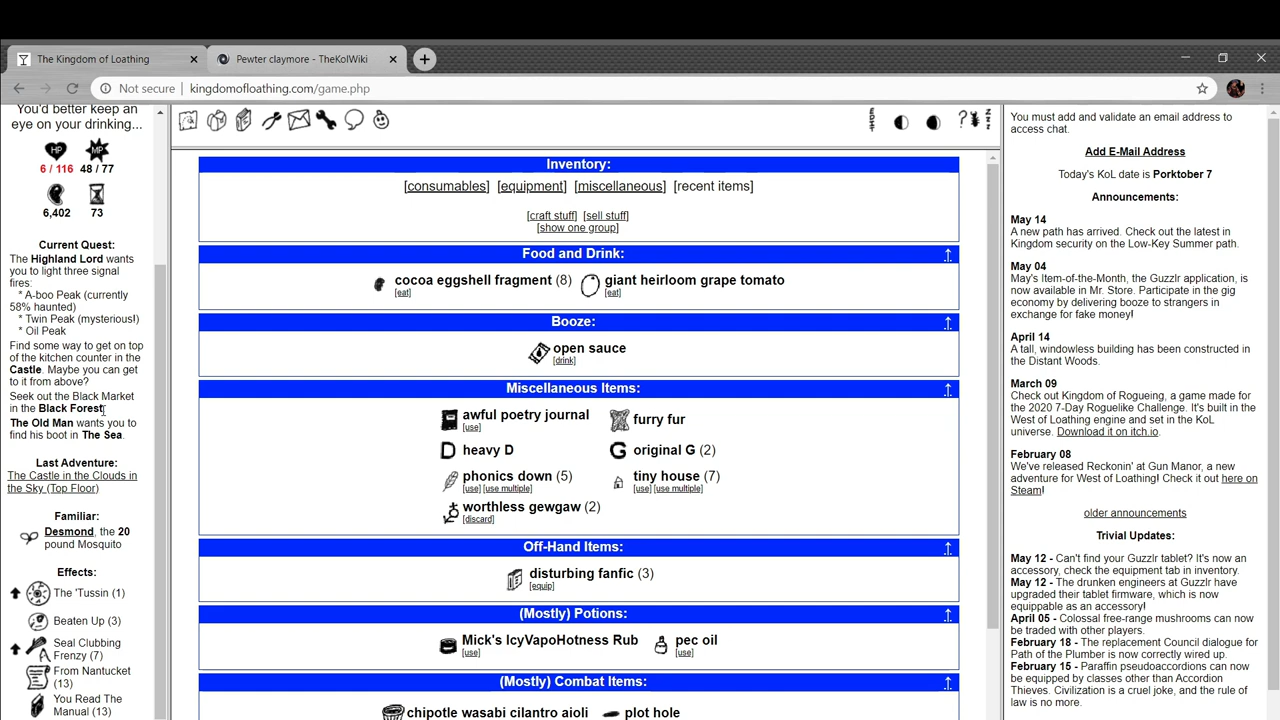 The Kingdom of Loathing
Pewter claymore - TheKolWiki
Not secure | kingdomofloathing.com/game.php
You'd better keep an
eye on your drinking...
HP MP
6 / 116 48 / 77
6,402 73
Current Quest:
The Highland Lord wants
you to light three signal
fires:
* A-boo Peak (currently
58% haunted)
* Twin Peak (mysterious!)
* Oil Peak
Find some way to get on top
of the kitchen counter in the
Castle. Maybe you can get
to it from above?
Seek out the Black Market
in the Black Forest.
The Old Man wants you to
find his boot in The Sea.
Last Adventure:
The Castle in the Clouds in
the Sky (Top Floor)
Familiar:
Desmond, the 20
pound Mosquito
Effects:
The 'Tussin (1)
Beaten Up (3)
Seal Clubbing
Frenzy (7)
From Nantucket
(13)
You Read The
Manual (13)
Inventory:
[consumables] [equipment] [miscellaneous] [recent items]
[craft stuff] [sell stuff]
[show one group]
Food and Drink:
cocoa eggshell fragment (8) giant heirloom grape tomato
[eat] [eat]
Booze:
open sauce
[drink]
Miscellaneous Items:
awful poetry journal furry fur
[use]
heavy D original G (2)
phonics down (5) tiny house (7)
[use] [use multiple] [use] [use multiple]
worthless gewgaw (2)
[discard]
Off-Hand Items:
disturbing fanfic (3)
[equip]
(Mostly) Potions:
Mick's IcyVapoHotness Rub pec oil
[use] [use]
(Mostly) Combat Items:
chipotle wasabi cilantro aioli plot hole
You must add and validate an email address to
access chat.
Add E-Mail Address
Today's KoL date is Porktober 7
Announcements:
May 14
A new path has arrived. Check out the latest in
Kingdom security on the Low-Key Summer path.
May 04
May's Item-of-the-Month, the Guzzlr application, is
now available in Mr. Store. Participate in the gig
economy by delivering booze to strangers in
exchange for fake money!
April 14
A tall, windowless building has been constructed in
the Distant Woods.
March 09
Check out Kingdom of Rogueing, a game made for
the 2020 7-Day Roguelike Challenge. It's built in the
West of Loathing engine and set in the KoL
universe. Download it on itch.io.
February 08
We've released Reckonin' at Gun Manor, a new
adventure for West of Loathing! Check it out here on
Steam!
older announcements
Trivial Updates:
May 12 - Can't find your Guzzlr tablet? It's now an
accessory, check the equipment tab in inventory.
May 12 - The drunken engineers at Guzzlr have
upgraded their tablet firmware, which is now
equippable as an accessory!
April 05 - Colossal free-range mushrooms can now
be traded with other players.
February 18 - The replacement Council dialogue for
Path of the Plumber is now correctly wired up.
February 15 - Paraffin pseudoaccordions can now
be equipped by classes other than Accordion
Thieves. Civilization is a cruel joke, and the rule of
law is no more.